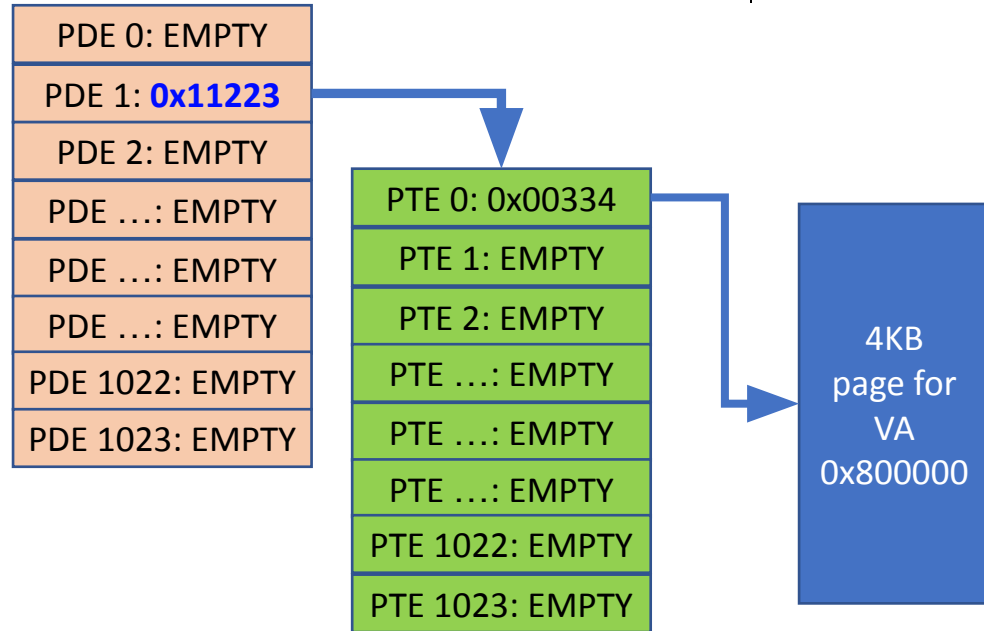 PDE 0: EMPTY
PDE 1: 0x11223
PDE 2: EMPTY
PDE …: EMPTY
PDE …: EMPTY
PDE …: EMPTY
PDE 1022: EMPTY
PDE 1023: EMPTY
PTE 0: 0x00334
PTE 1: EMPTY
PTE 2: EMPTY
PTE …: EMPTY
PTE …: EMPTY
PTE …: EMPTY
PTE 1022: EMPTY
PTE 1023: EMPTY
4KB
page for
VA
0x800000